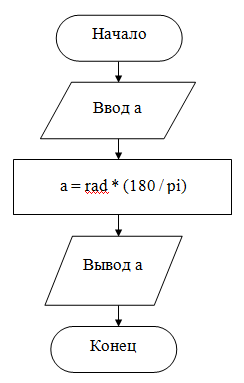 Начало
Ввод a
a = rad * (180 / pi)
Вывод a
Конец